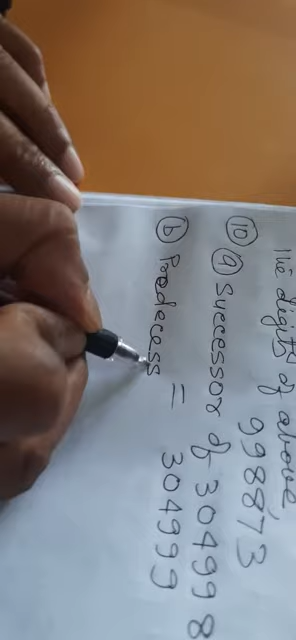 The digits of above,
998873
10 a Successor of 304998
b Predecess = 304999